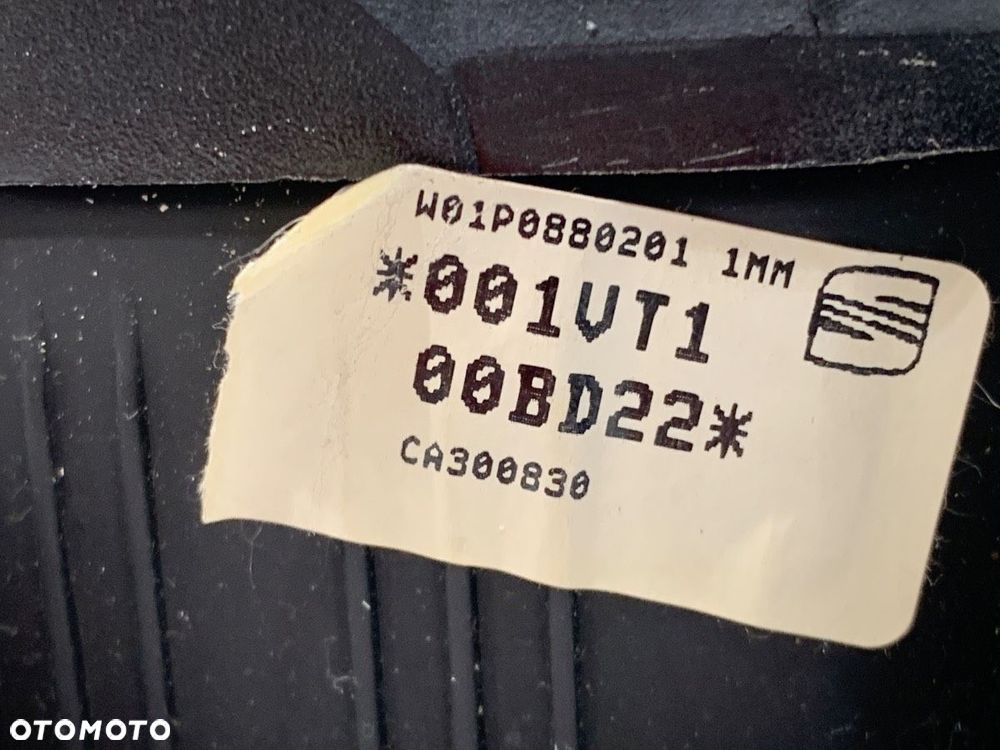 W01P0880201 1MM
*001VT1
00BD22*
CA300830
OTOMOTO